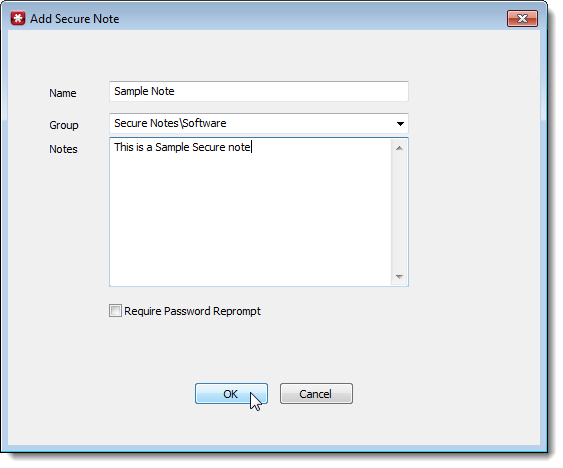 Add Secure Note
Name
Sample Note
Group
Secure Notes\Software
Notes
This is a Sample Secure note
Require Password Reprompt
OK
Cancel